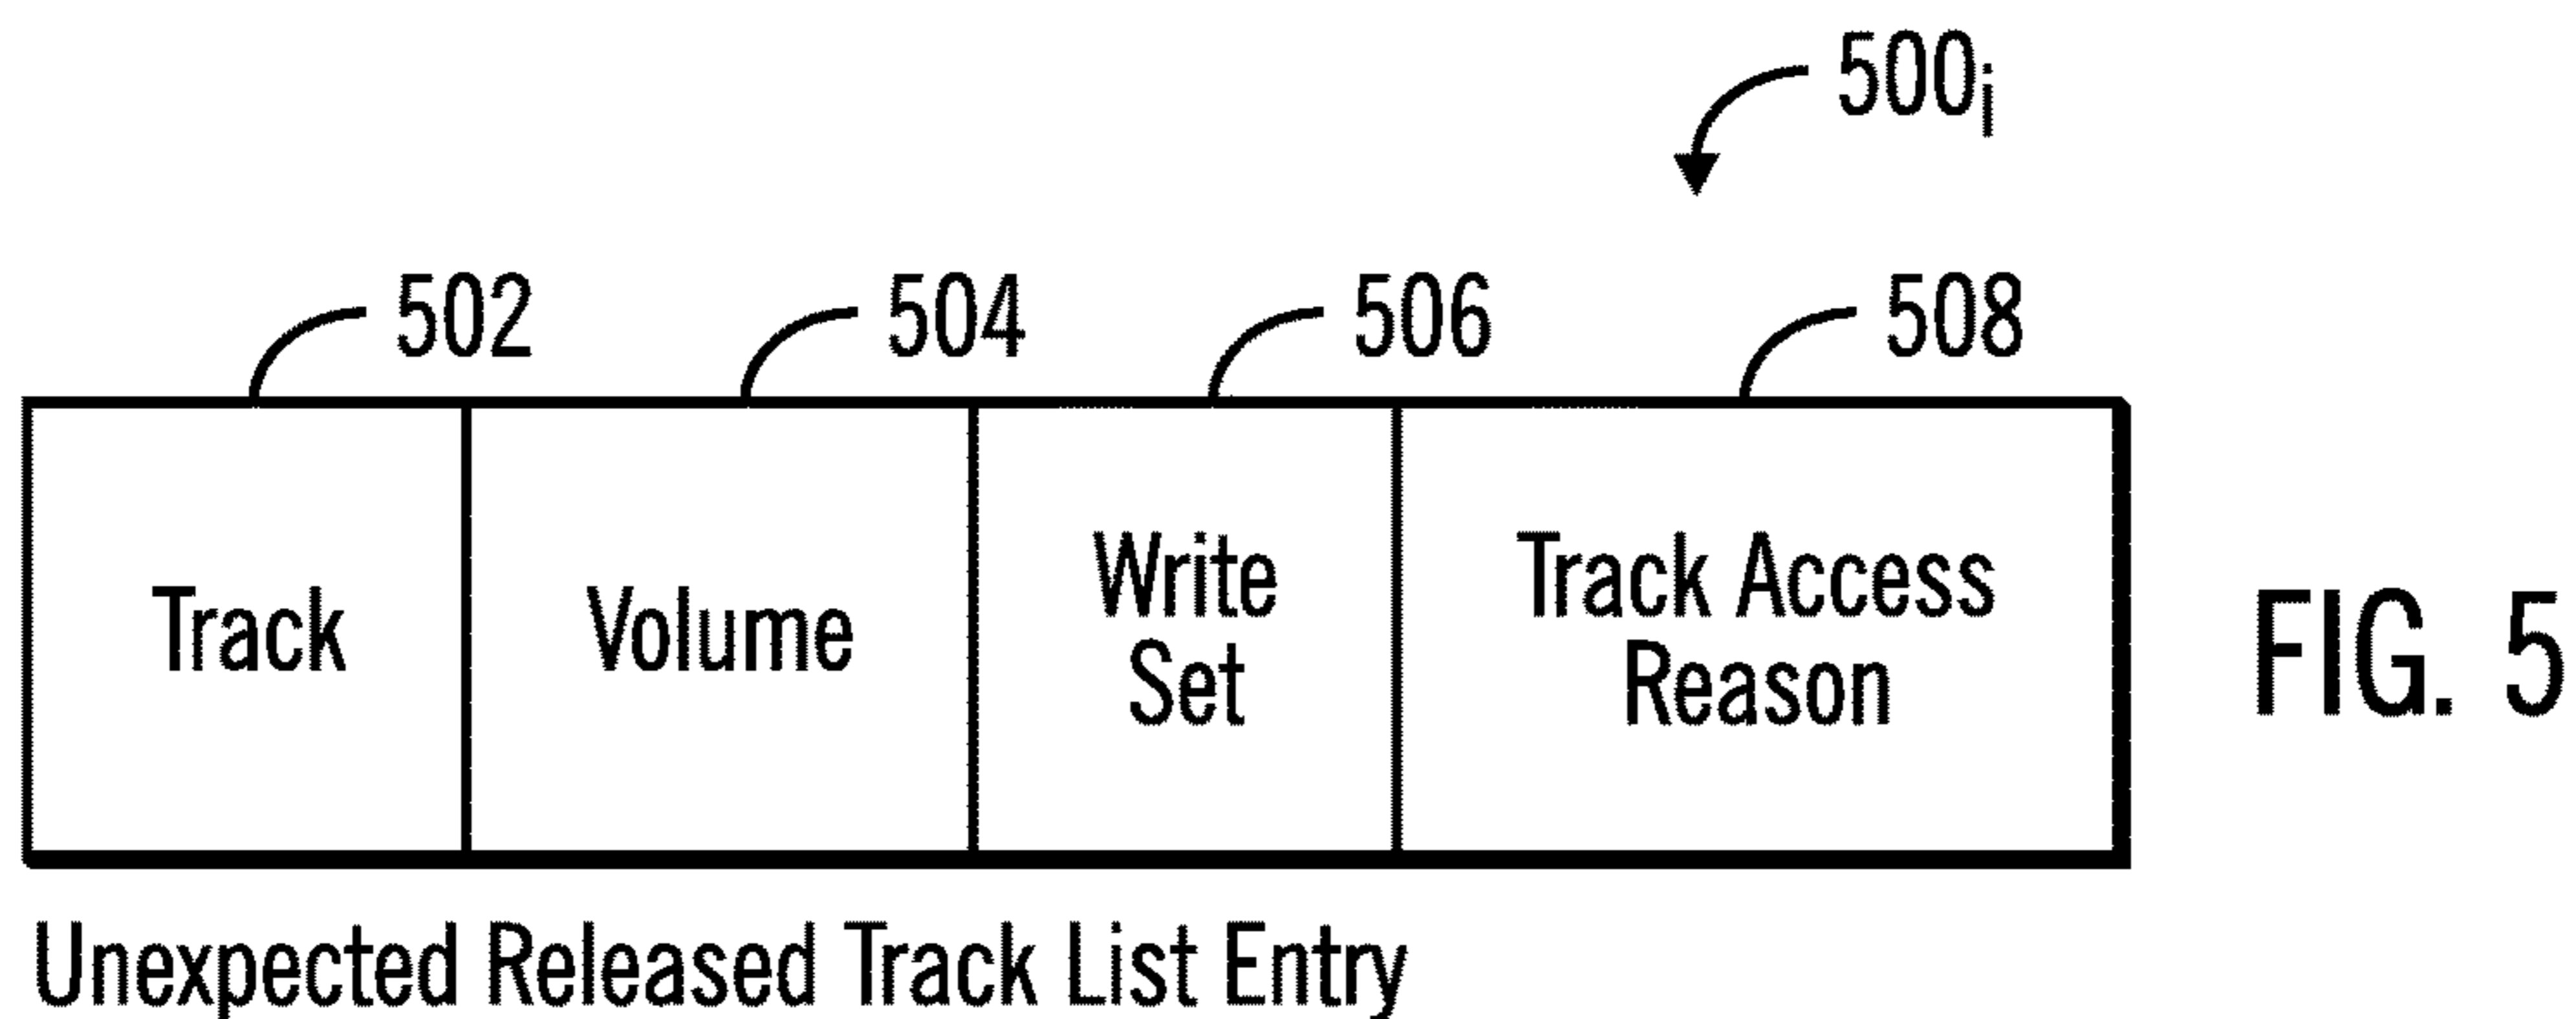 500i
502 504 506 508
Track Volume Write Set Track Access Reason
FIG. 5
Unexpected Released Track List Entry